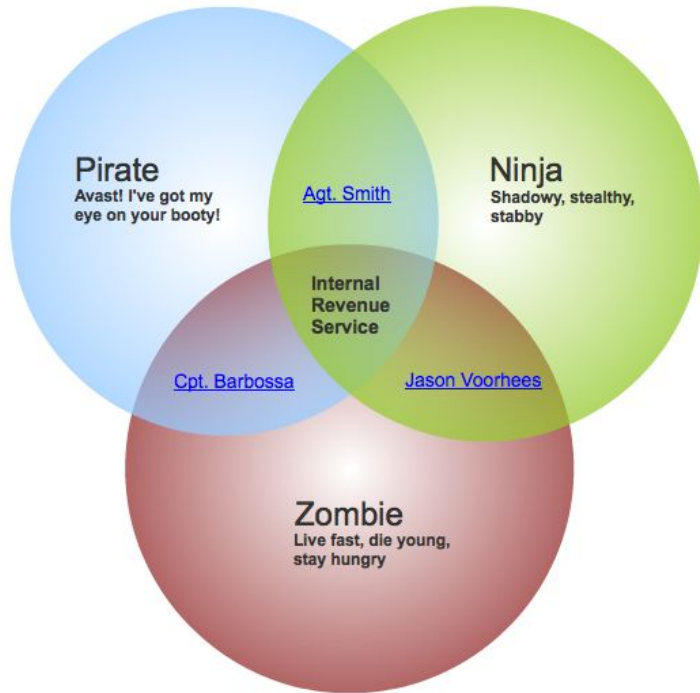 Pirate
Avast! I've got my
eye on your booty!
Ninja
Shadowy, stealthy,
stabby
Agt. Smith
Internal
Revenue
Service
Cpt. Barbossa
Jason Voorhees
Zombie
Live fast, die young,
stay hungry